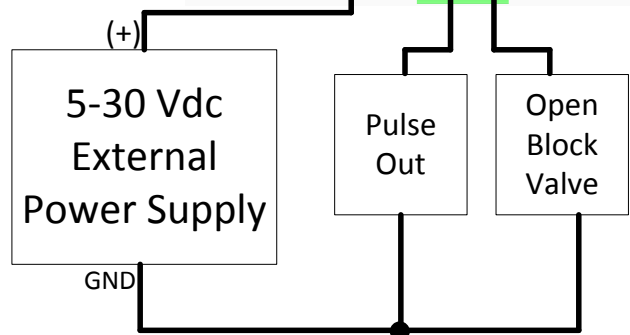 (+)
5-30 Vdc
External
Power Supply
GND
Pulse
Out
Open
Block
Valve